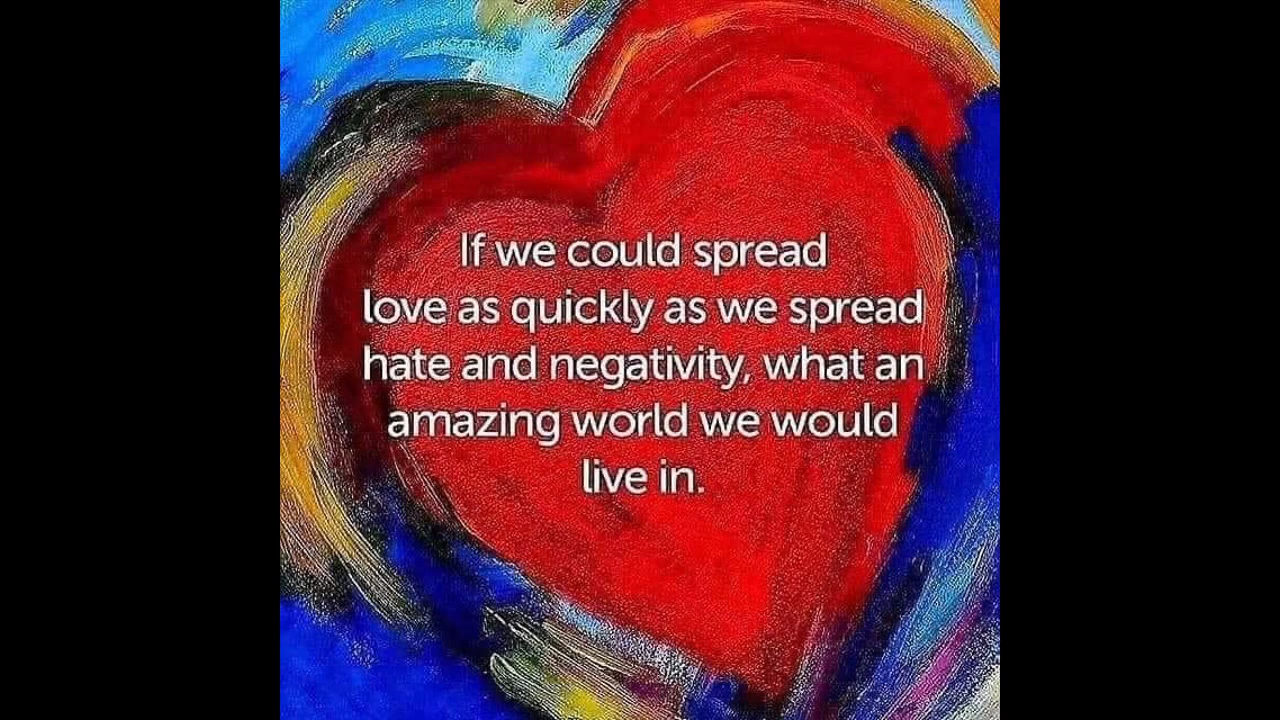 If we could spread
love as quickly as we spread
hate and negativity, what an
amazing world we would
live in.